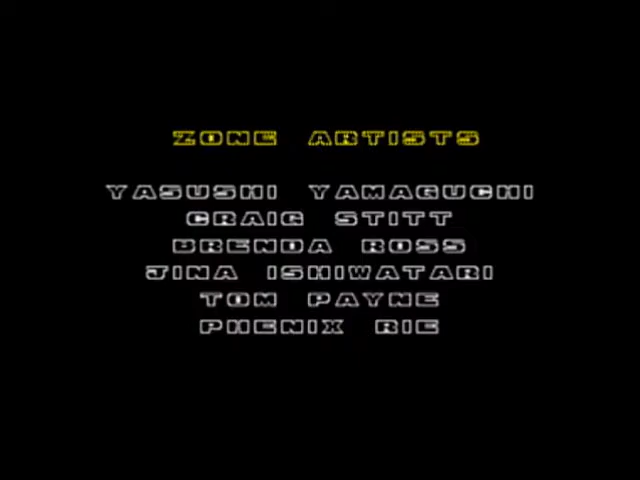 ZONE ARTISTS
YASUSHI YAMAGUCHI
CRAIG STITT
BRENDA ROSS
JINA ISHIWATARI
TOM PAYNE
PHENIX RIE